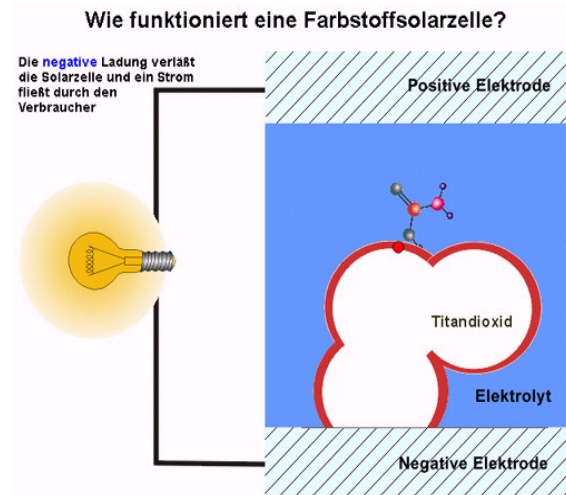 Wie funktioniert eine Farbstoffsolarzelle?
Die negative Ladung verläßt
die Solarzelle und ein Strom
fließt durch den
Verbraucher
Positive Elektrode
Titandioxid
Elektrolyt
Negative Elektrode